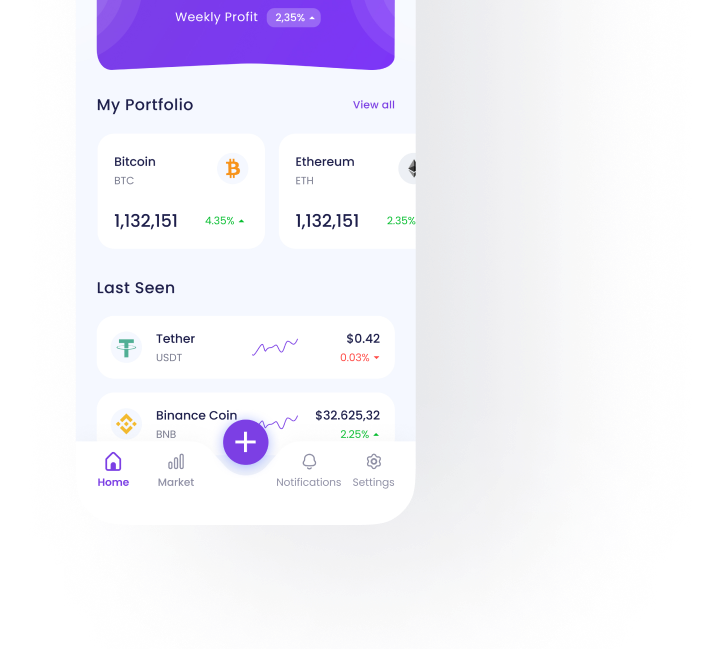 Weekly Profit 2,35%
My Portfolio View all
Bitcoin
BTC
1,132,151 4.35%
Ethereum
ETH
1,132,151 2.35%
Last Seen
Tether $0.42
USDT 0.03%
Binance Coin $32.625,32
BNB 2.25%
Home Market Notifications Settings